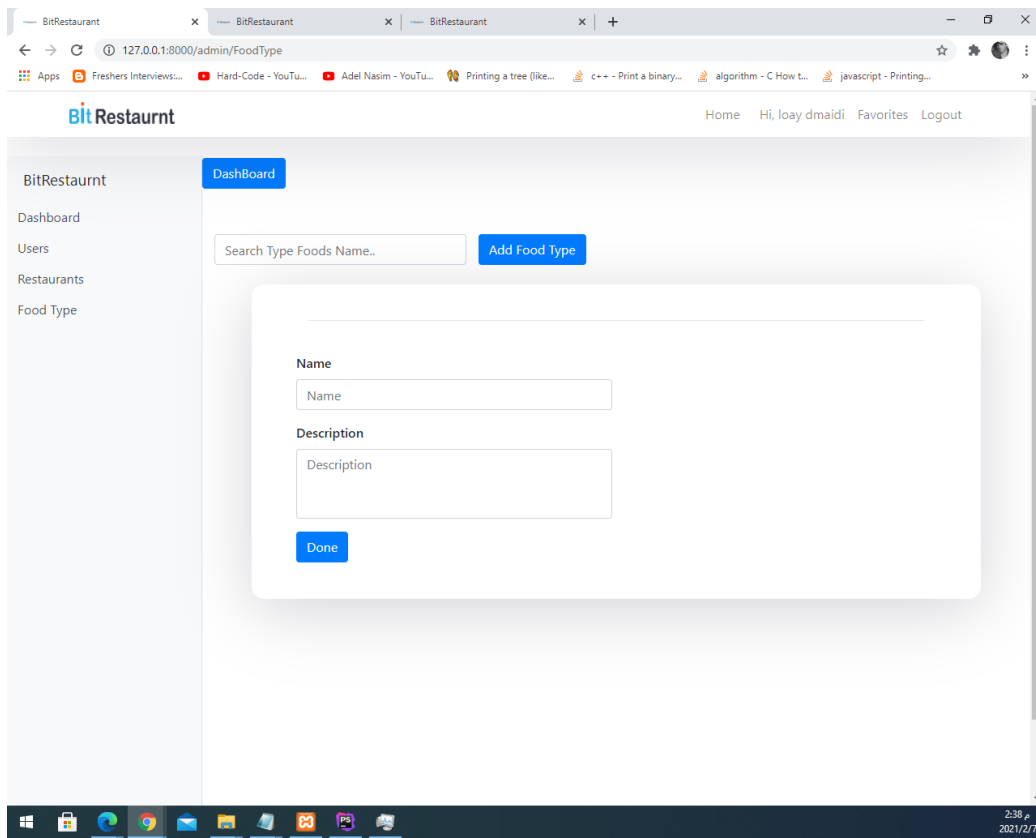 BitRestaurant
BitRestaurant
BitRestaurant
127.0.0.1:8000/admin/FoodType
Apps Freshers Interviews:... Hard-Code - YouTu... Adel Nasim - YouTu... Printing a tree (like... c++ - Print a binary... algorithm - C How t... javascript - Printing... »
Bit Restaurnt
Home Hi, loay dmaidi Favorites Logout
BitRestaurnt
Dashboard
Users
Restaurants
Food Type
DashBoard
Search Type Foods Name..
Add Food Type
Name
Name
Description
Description
Done
PS
2:38